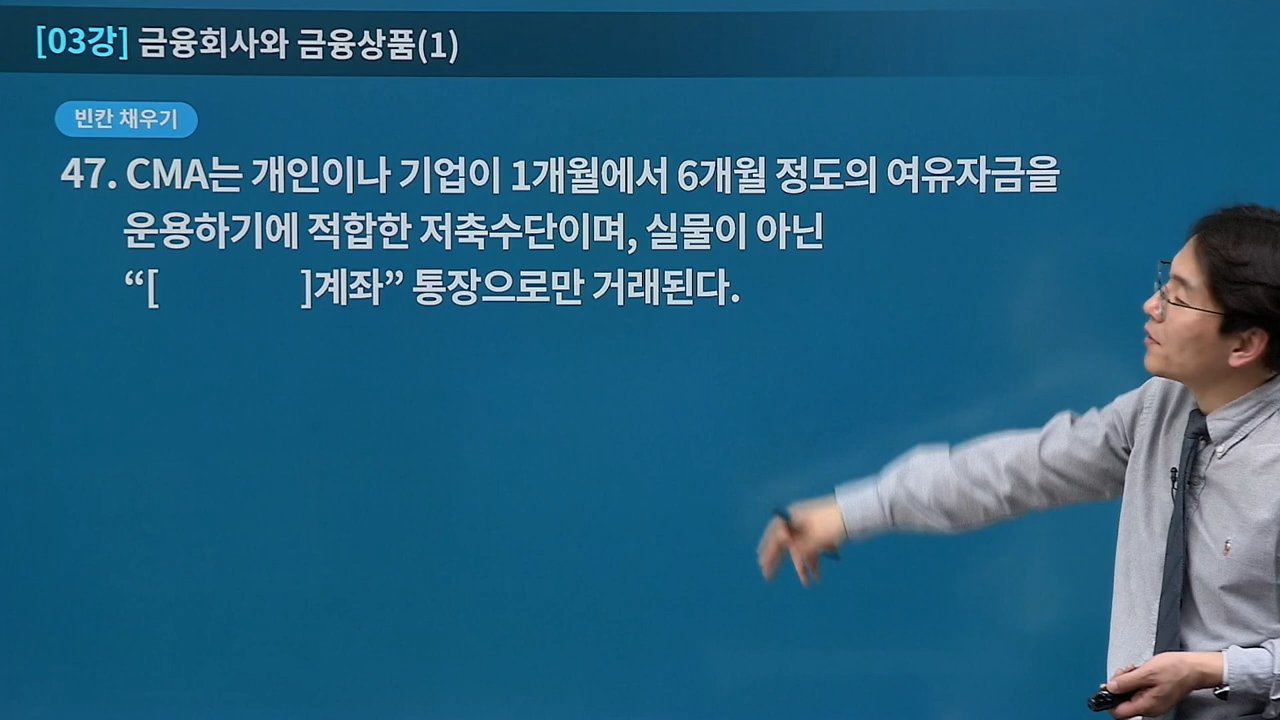 [03강] 금융회사와 금융상품(1)
빈칸 채우기
47. CMA는 개인이나 기업이 1개월에서 6개월 정도의 여유자금을
운용하기에 적합한 저축수단이며, 실물이 아닌
“[ ]계좌” 통장으로만 거래된다.